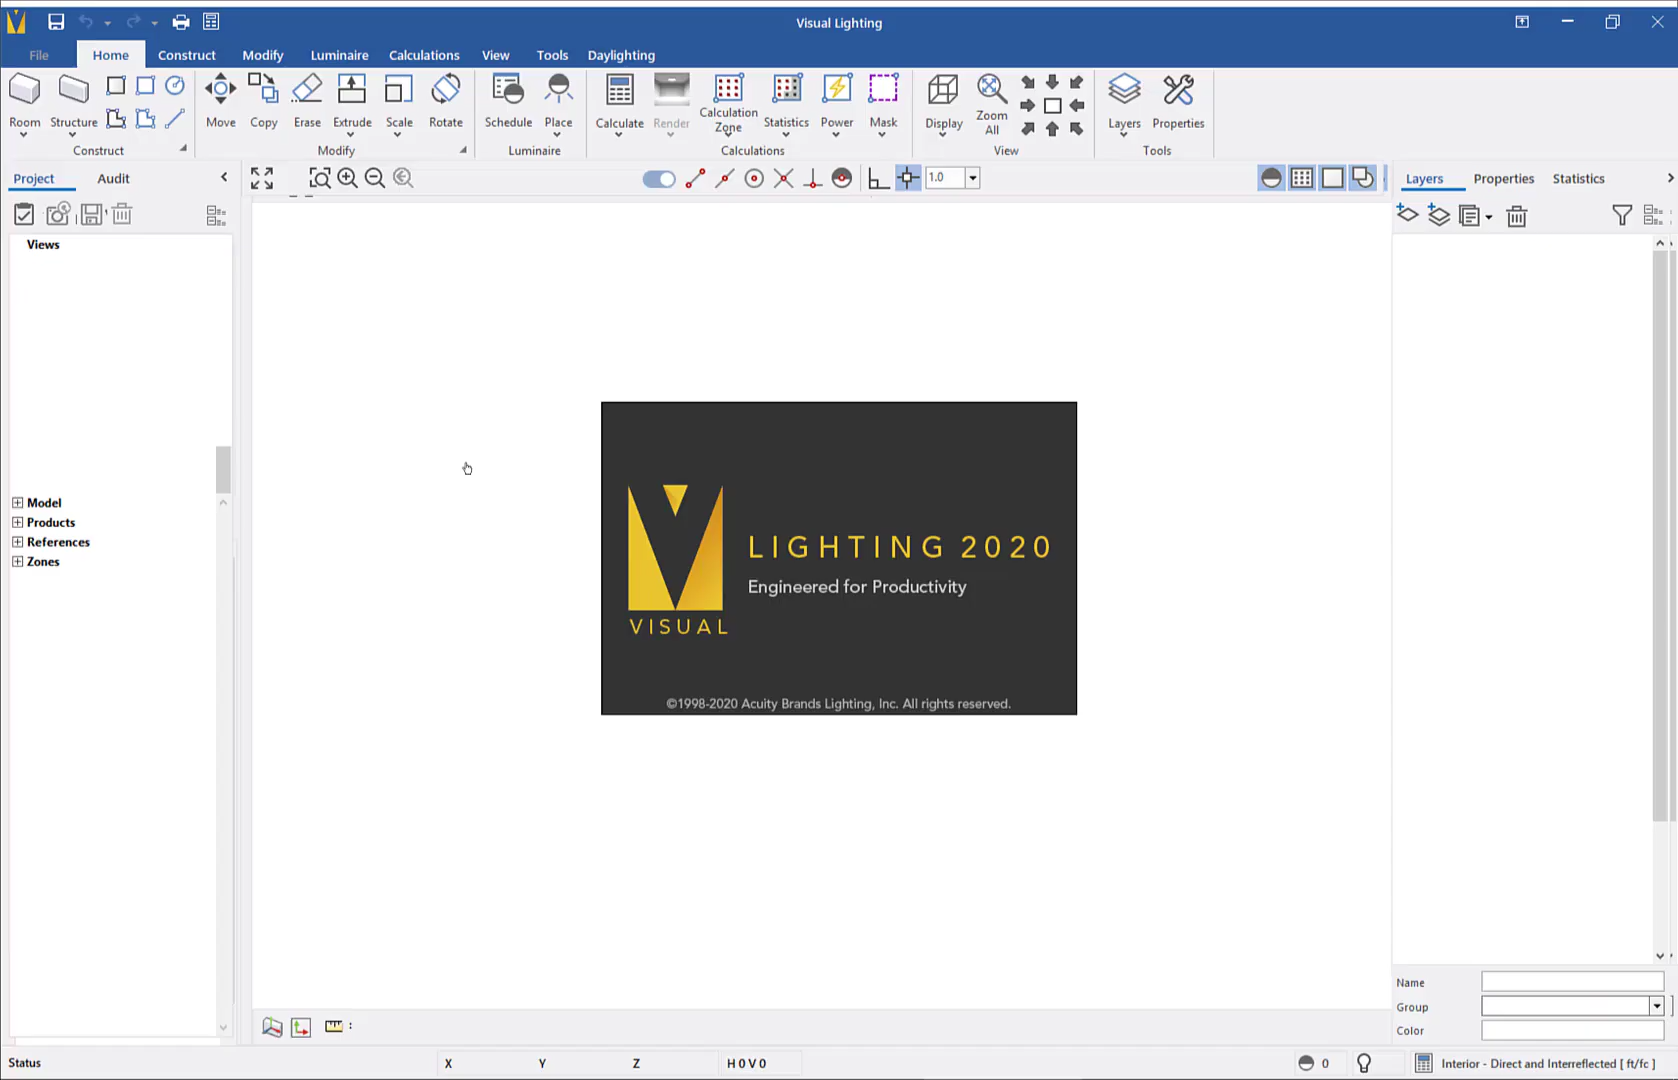 Visual Lighting
File Home Construct Modify Luminaire Calculations View Tools Daylighting
Room Structure Move Copy Erase Extrude Scale Rotate Schedule Place Calculate Render Calculation Zone Statistics Power Mask Display Zoom All Layers Properties
Construct Modify Luminaire Calculations View Tools
Project Audit 1.0 Layers Properties Statistics
Views
Model
Products
References
Zones
LIGHTING 2020
Engineered for Productivity
VISUAL
©1998-2020 Acuity Brands Lighting, Inc. All rights reserved.
Name
Group
Color
Status X Y Z H 0 V 0 0 Interior - Direct and Interreflected [ ft/fc ]